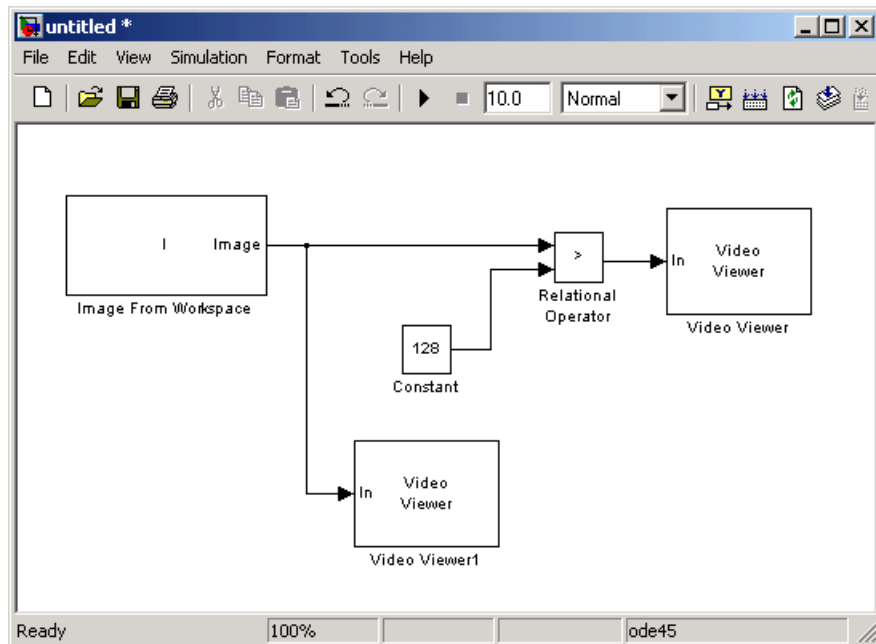 untitled *
File Edit View Simulation Format Tools Help
10.0 Normal
I Image
Image From Workspace
>
Relational
Operator
In Video
Viewer
Video Viewer
128
Constant
In Video
Viewer
Video Viewer1
Ready 100% ode45